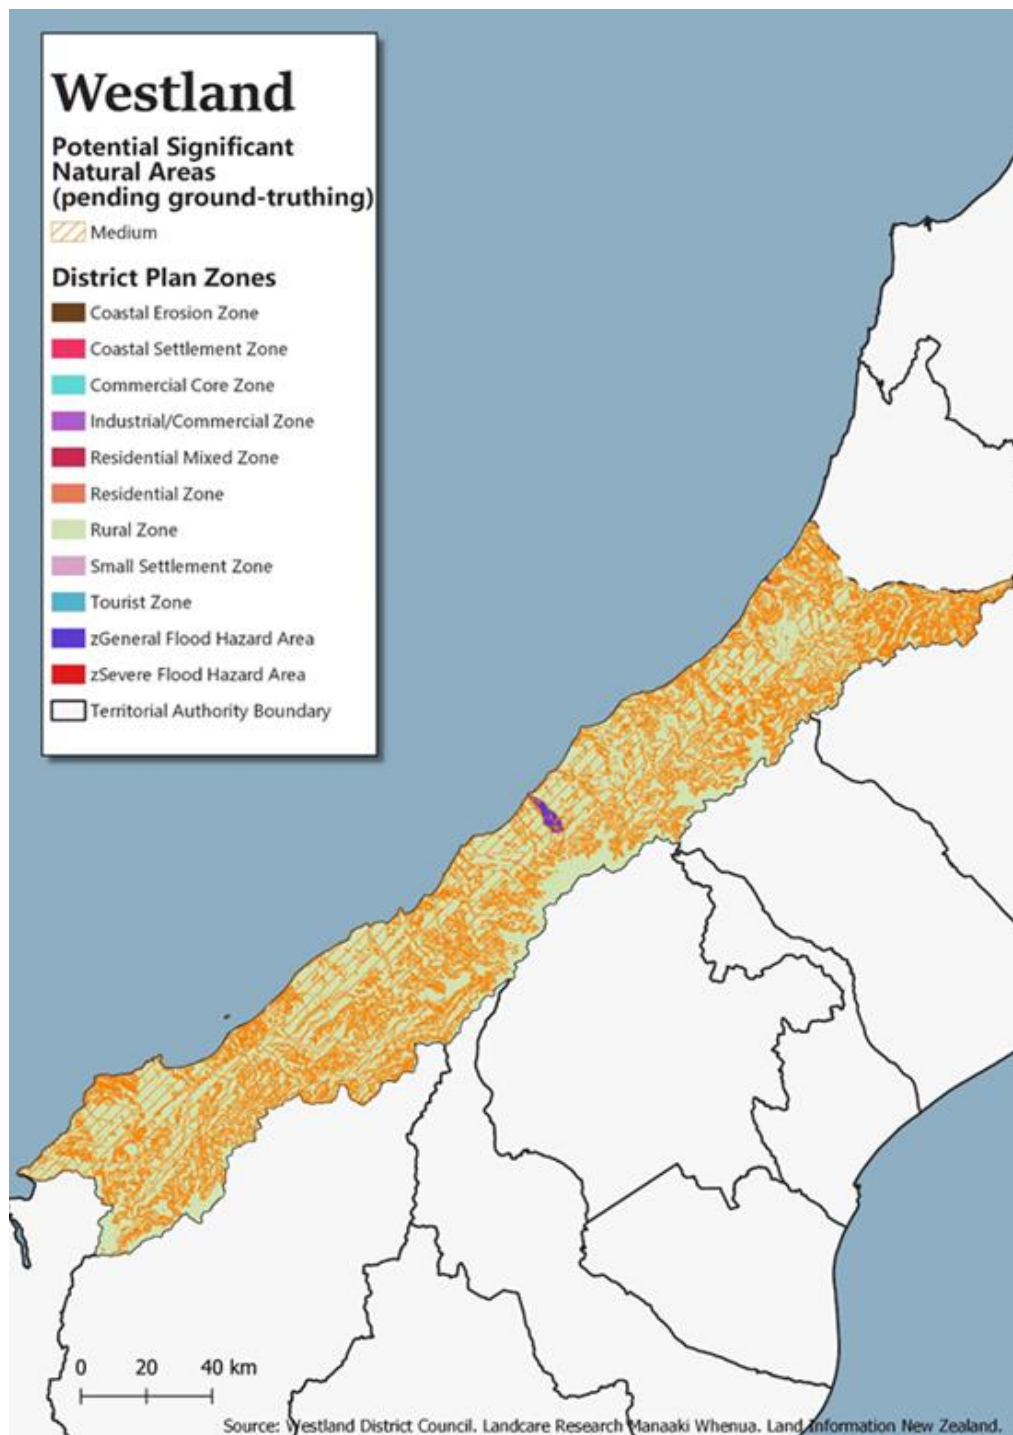 Westland
Potential Significant
Natural Areas
(pending ground-truthing)
Medium
District Plan Zones
Coastal Erosion Zone
Coastal Settlement Zone
Commercial Core Zone
Industrial/Commercial Zone
Residential Mixed Zone
Residential Zone
Rural Zone
Small Settlement Zone
Tourist Zone
zGeneral Flood Hazard Area
zSevere Flood Hazard Area
Territorial Authority Boundary
0 20 40 km
Source: Westland District Council. Landcare Research Manaaki Whenua. Land Information New Zealand.